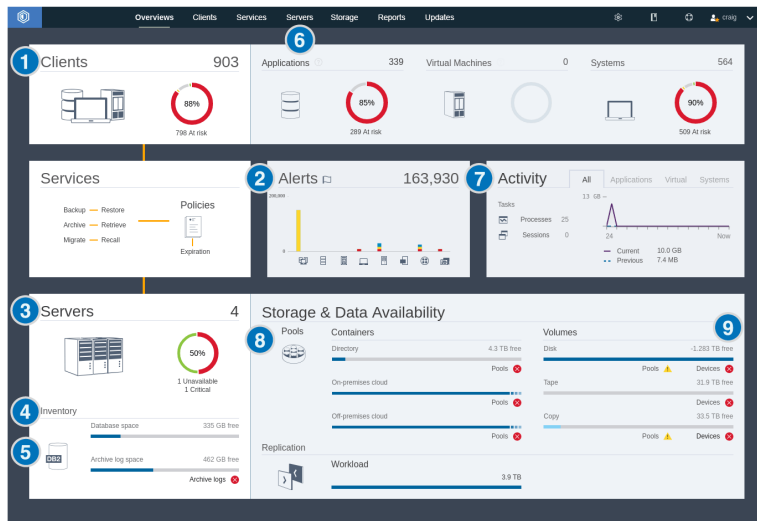 Overviews Clients Services Servers Storage Reports Updates craig
6
1 Clients 903
Applications 339 Virtual Machines 0 Systems 564
88%
798 At risk
85%
289 At risk
90%
509 At risk
Services
Backup Restore
Archive Retrieve
Migrate Recall
Policies
Expiration
2 Alerts 163,930
200,000
0
7 Activity All Applications Virtual Systems
Tasks
Processes 25
Sessions 0
13 GB
24 Now
Current 10.0 GB
Previous 7.4 MB
3 Servers 4
50%
1 Unavailable
1 Critical
4 Inventory
Database space 335 GB free
5 DB2
Archive log space 462 GB free
Archive logs
Storage & Data Availability
8 Pools
Containers
Directory 4.3 TB free
Pools
On-premises cloud
Pools
Off-premises cloud
Pools
9
Volumes
Disk -1.283 TB free
Pools Devices
Tape 31.9 TB free
Devices
Copy 33.5 TB free
Pools Devices
Replication
Workload
3.9 TB